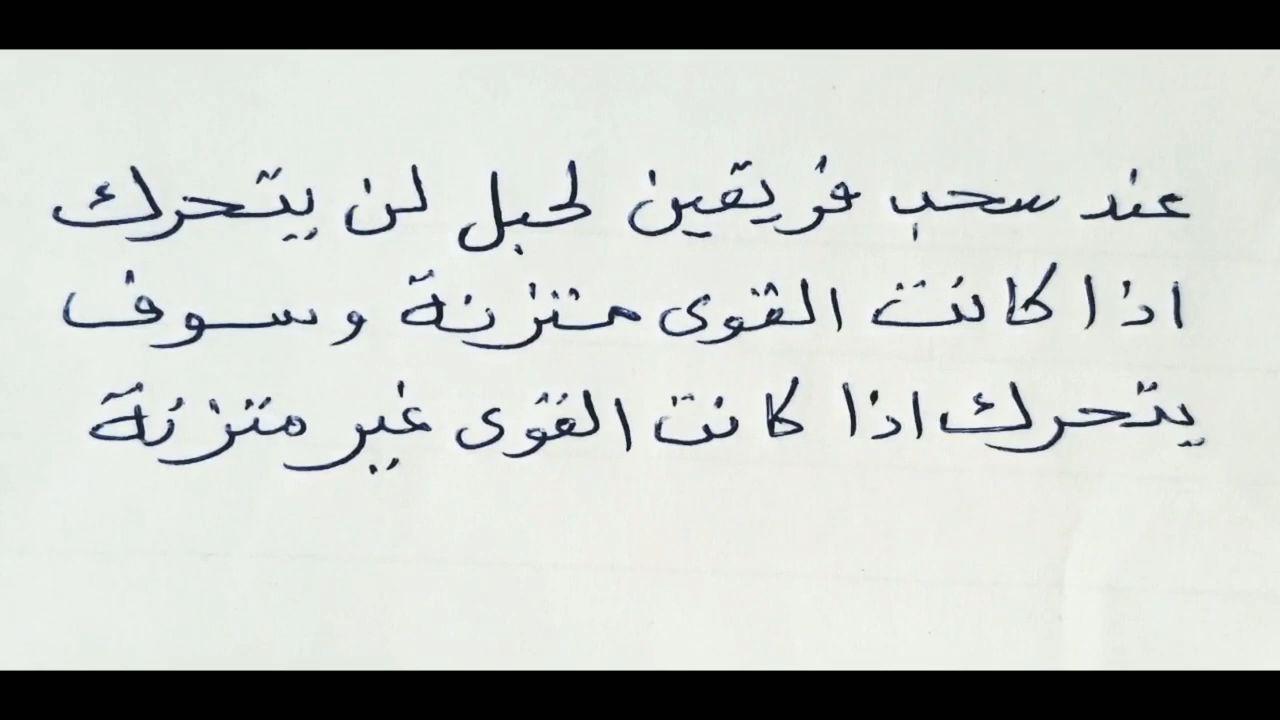 عند سحب فريقين لحبل لن يتحرك
اذا كانت القوى متزنة وسوف
يتحرك اذا كانت القوى غير متزنة